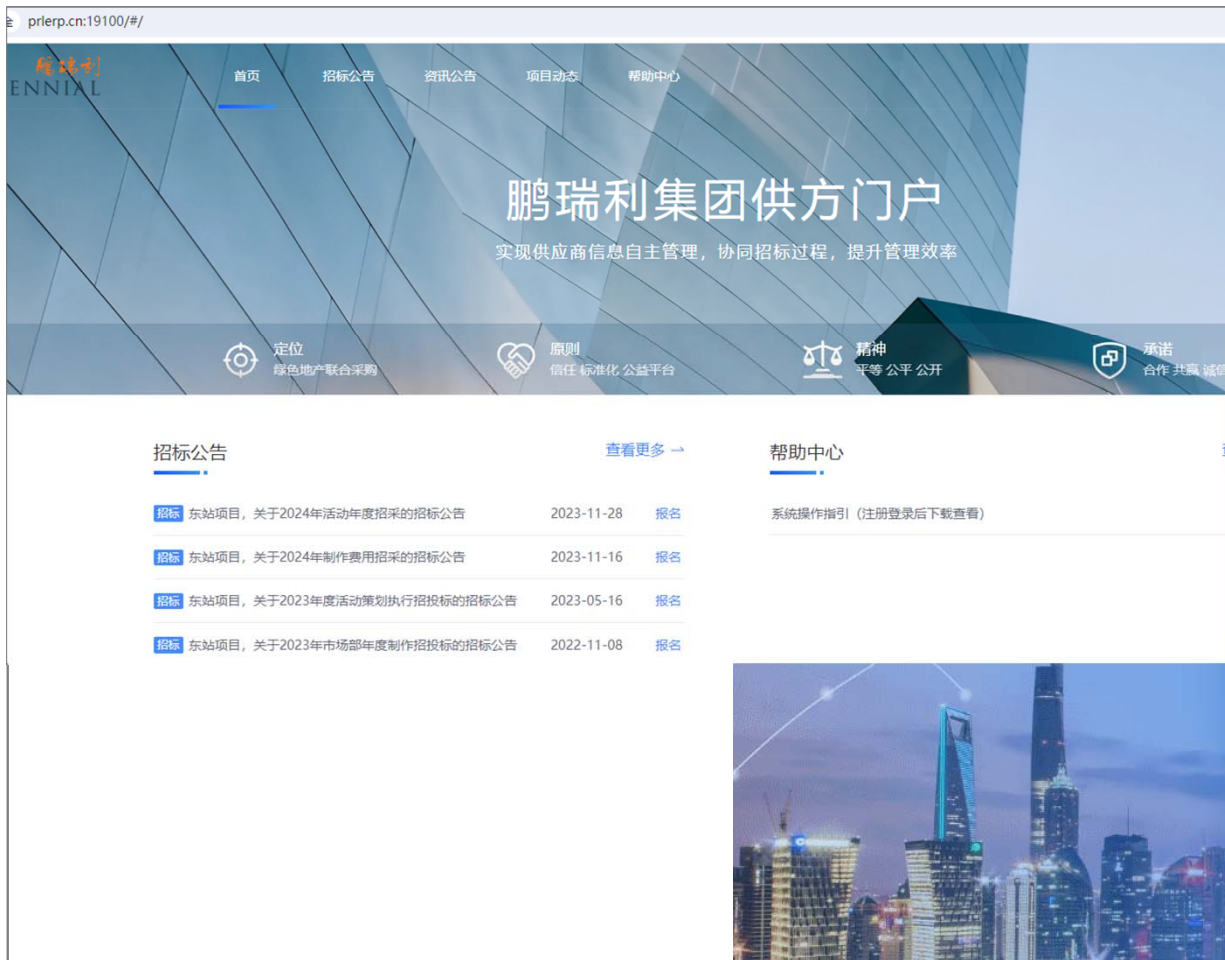 prlerp.cn:19100/#/
鹏瑞利
ENNIAL
首页 招标公告 资讯公告 项目动态 帮助中心
鹏瑞利集团供方门户
实现供应商信息自主管理，协同招标过程，提升管理效率
定位
绿色地产联合采购
原则
信任 标准化 公益平台
精神
平等 公平 公开
承诺
合作 共赢 诚信
招标公告 查看更多
招标 东站项目，关于2024年活动年度招采的招标公告 2023-11-28 报名
招标 东站项目，关于2024年制作费用招采的招标公告 2023-11-16 报名
招标 东站项目，关于2023年度活动策划执行招投标的招标公告 2023-05-16 报名
招标 东站项目，关于2023年市场部年度制作招投标的招标公告 2022-11-08 报名
帮助中心
系统操作指引（注册登录后下载查看）